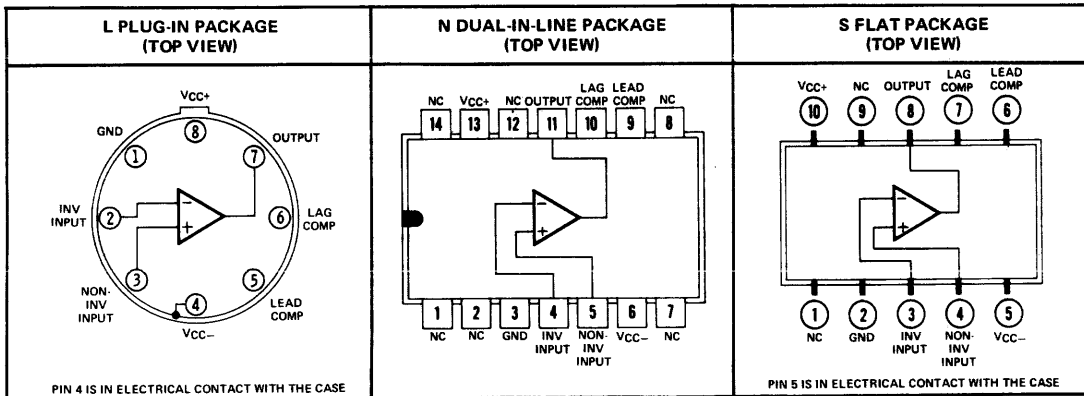 L PLUG-IN PACKAGE
(TOP VIEW)
VCC+
8
GND
1
OUTPUT
7
INV
INPUT
2
−
+
6
LAG
COMP
3
NON-
INV
INPUT
4
5
LEAD
COMP
VCC−
PIN 4 IS IN ELECTRICAL CONTACT WITH THE CASE
N DUAL-IN-LINE PACKAGE
(TOP VIEW)
NC VCC+ NC OUTPUT LAG COMP LEAD COMP NC
14 13 12 11 10 9 8
−
+
1 2 3 4 5 6 7
NC NC GND INV INPUT NON-INV INPUT VCC− NC
S FLAT PACKAGE
(TOP VIEW)
VCC+ NC OUTPUT LAG COMP LEAD COMP
10 9 8 7 6
−
+
1 2 3 4 5
NC GND INV INPUT NON-INV INPUT VCC−
PIN 5 IS IN ELECTRICAL CONTACT WITH THE CASE